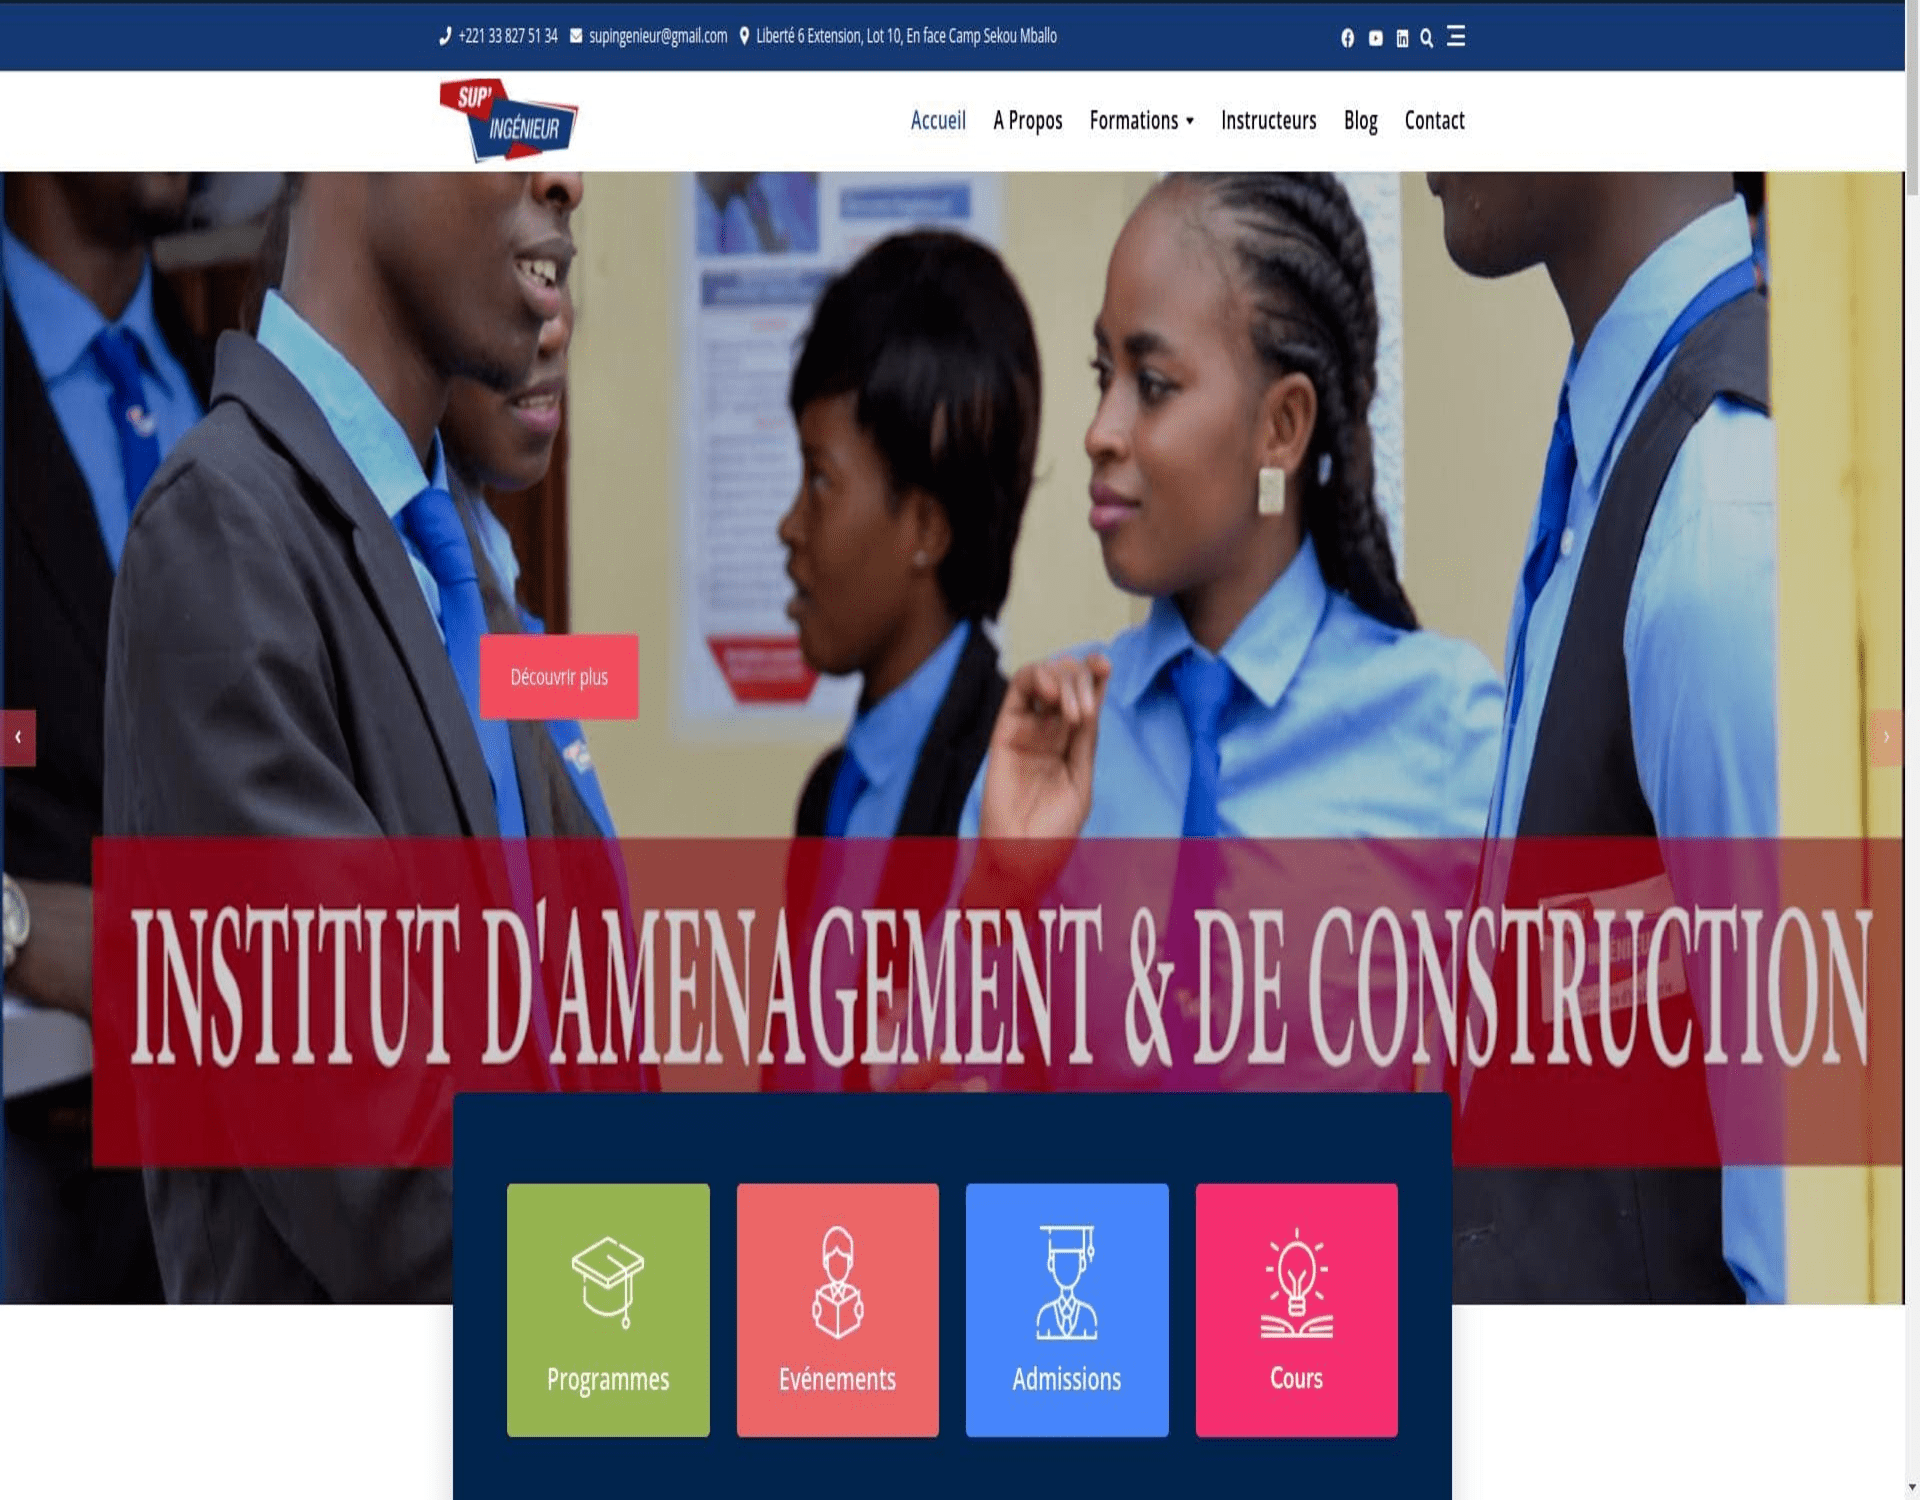 +221 33 827 51 34 supingenieur@gmail.com Liberté 6 Extension, Lot 10, En face Camp Sekou Mballo
SUP'
INGÉNIEUR
Accueil A Propos Formations Instructeurs Blog Contact
Découvrir plus
INSTITUT D'AMENAGEMENT & DE CONSTRUCTION
Programmes Evénements Admissions Cours